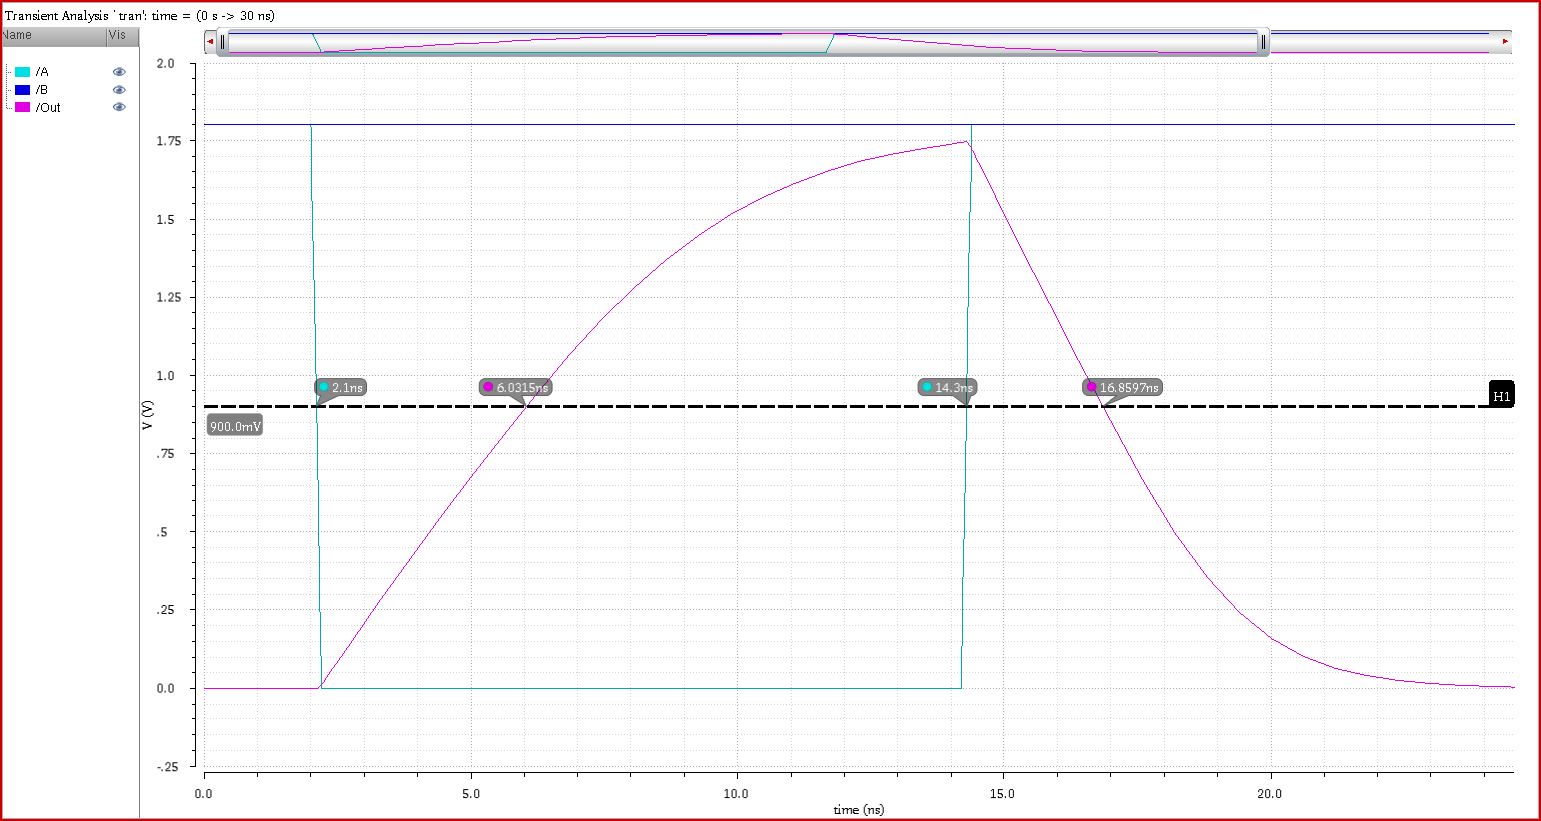 Transient Analysis `tran': time = (0 s -> 30 ns)
Name Vis
/A
/B
/Out
2.0
1.75
1.5
1.25
1.0
.75
.5
.25
0.0
-.25
V (V)
2.1ns
6.0315ns
14.3ns
16.8597ns
H1
900.0mV
0.0 5.0 10.0 15.0 20.0
time (ns)